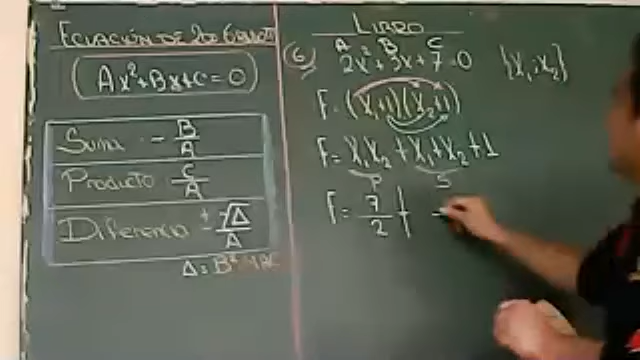 ECUACIÓN DE 2DO GRADO
Ax²+Bx+C=0
Suma -B/A
Producto C/A
Diferencia ±√Δ/A
Δ=B²-4AC
LIBRO
A B C
6 2x²+3x+7=0 {x₁;x₂}
F=(x₁+1)(x₂+1)
F=x₁x₂+x₁+x₂+1
P S
F=7/2+ -